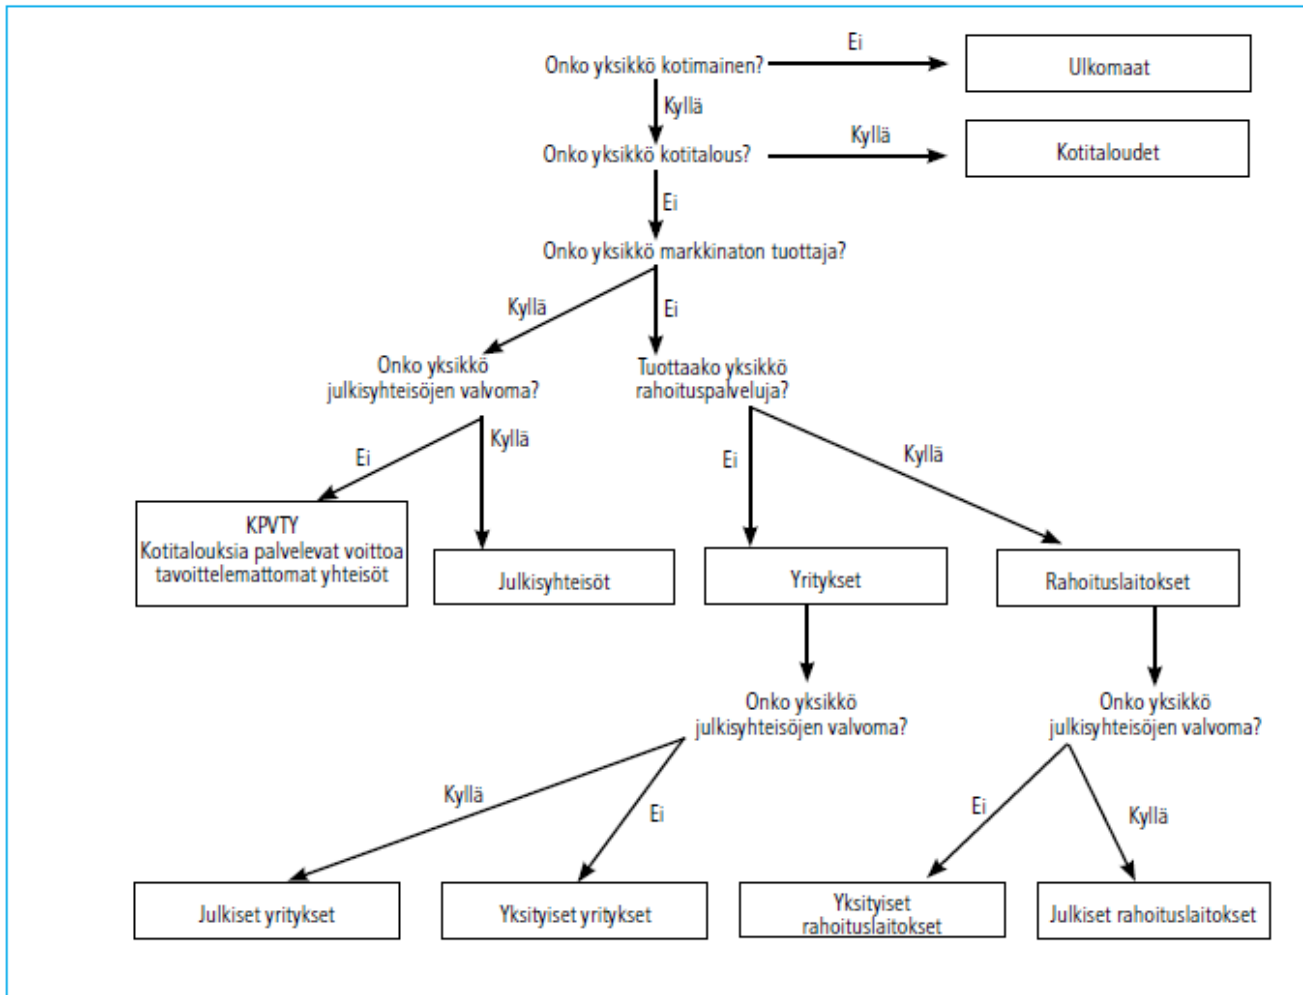 Ei
Onko yksikkö kotimainen?
Ulkomaat
Kyllä
Kyllä
Onko yksikkö kotitalous?
Kotitaloudet
Ei
Onko yksikkö markkinaton tuottaja?
Kyllä
Ei
Onko yksikkö
julkisyhteisöjen valvoma?
Tuottaako yksikkö
rahoituspalveluja?
Ei
Kyllä
Ei
Kyllä
KPVTY
Kotitalouksia palvelevat voittoa
tavoittelemattomat yhteisöt
Julkisyhteisöt
Yritykset
Rahoituslaitokset
Onko yksikkö
julkisyhteisöjen valvoma?
Onko yksikkö
julkisyhteisöjen valvoma?
Kyllä
Ei
Ei
Kyllä
Julkiset yritykset
Yksityiset yritykset
Yksityiset
rahoituslaitokset
Julkiset rahoituslaitokset